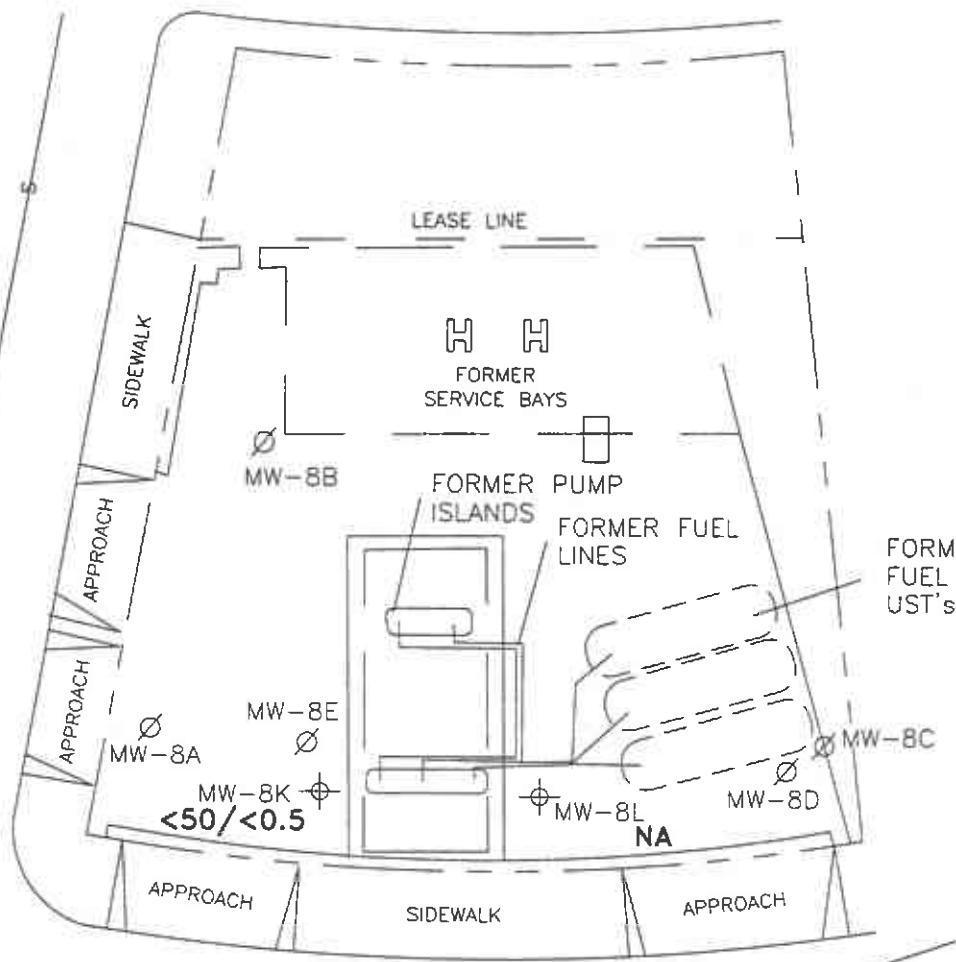 S
LEASE LINE
SIDEWALK
FORMER
SERVICE BAYS
MW-8B
FORMER PUMP
ISLANDS
FORMER FUEL
LINES
FORM
FUEL
UST's
APPROACH
APPROACH
MW-8E
MW-8A
MW-8C
MW-8K
<50/<0.5
MW-8L
MW-8D
NA
APPROACH
SIDEWALK
APPROACH